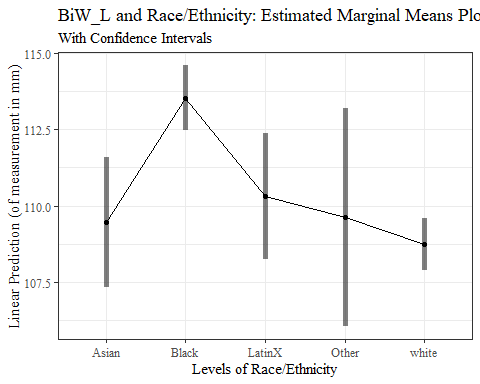 BiW_L and Race/Ethnicity: Estimated Marginal Means Plo
With Confidence Intervals
Linear Prediction (of measurement in mm)
115.0
112.5
110.0
107.5
Asian Black LatinX Other white
Levels of Race/Ethnicity